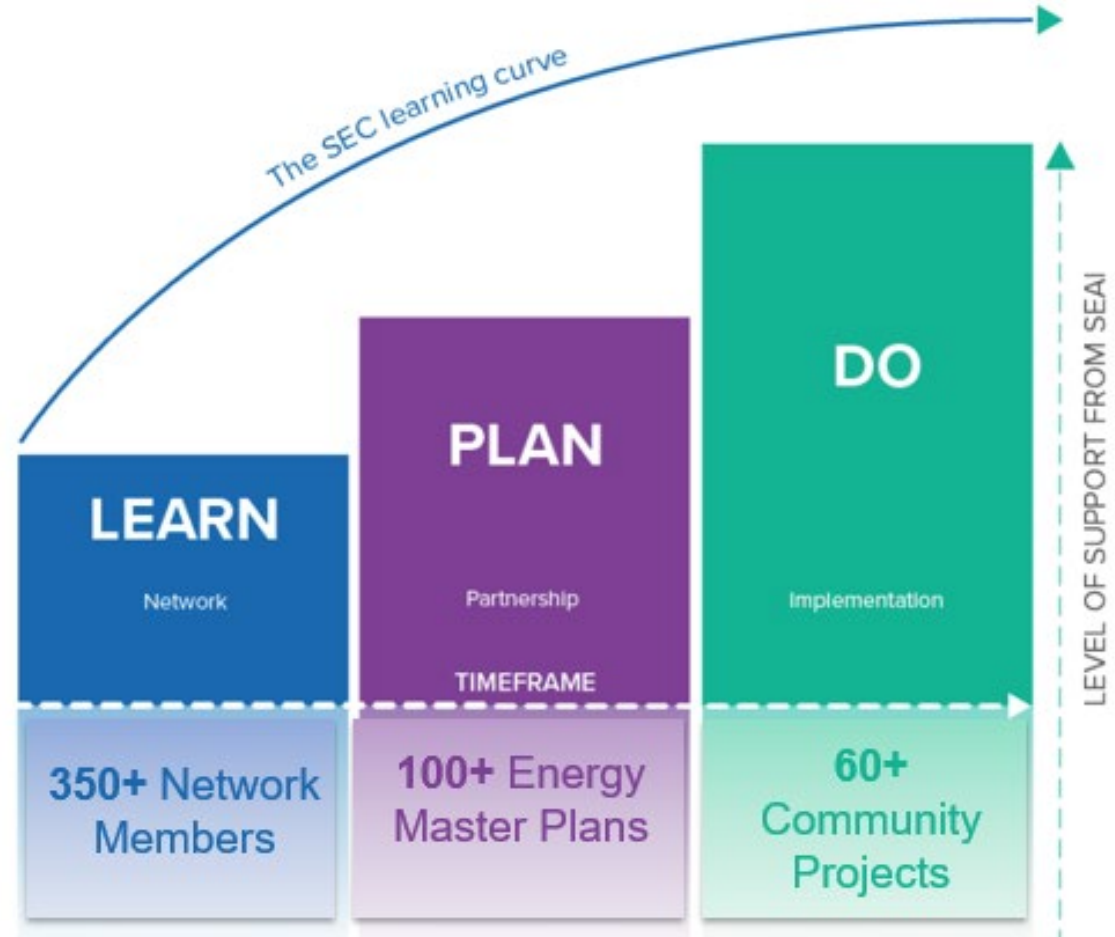 The SEC learning curve
LEARN
Network
PLAN
Partnership
DO
Implementation
TIMEFRAME
LEVEL OF SUPPORT FROM SEAI
350+ Network
Members
100+ Energy
Master Plans
60+
Community
Projects